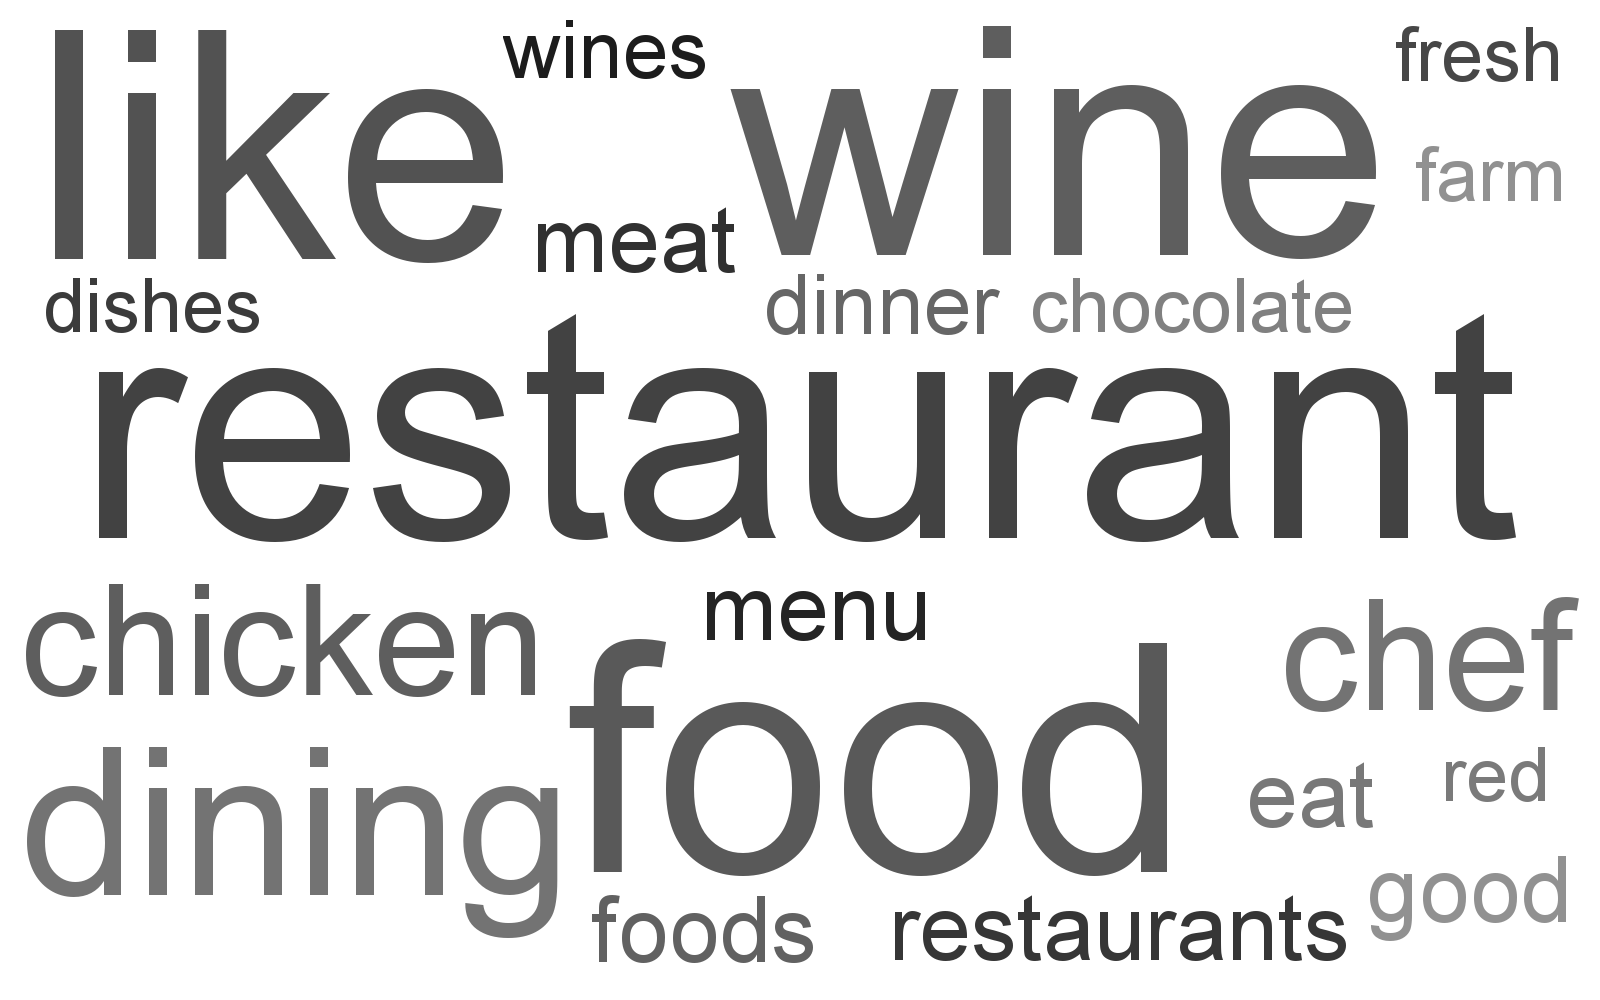 like wines wine fresh
farm
meat
dishes dinner chocolate
restaurant
chicken menu chef
food
dining eat red
good
foods restaurants